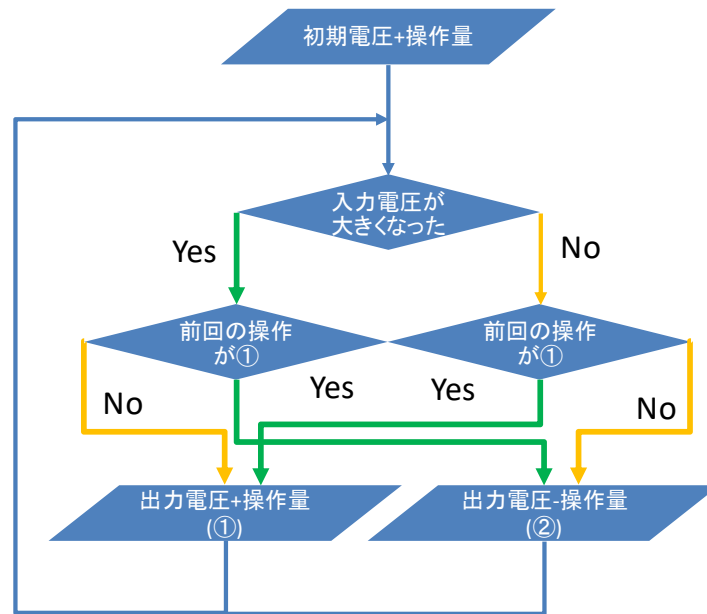 初期電圧+操作量
入力電圧が
大きくなった
Yes
No
前回の操作
が①
前回の操作
が①
No
Yes
Yes
No
出力電圧+操作量
(①)
出力電圧-操作量
(②)